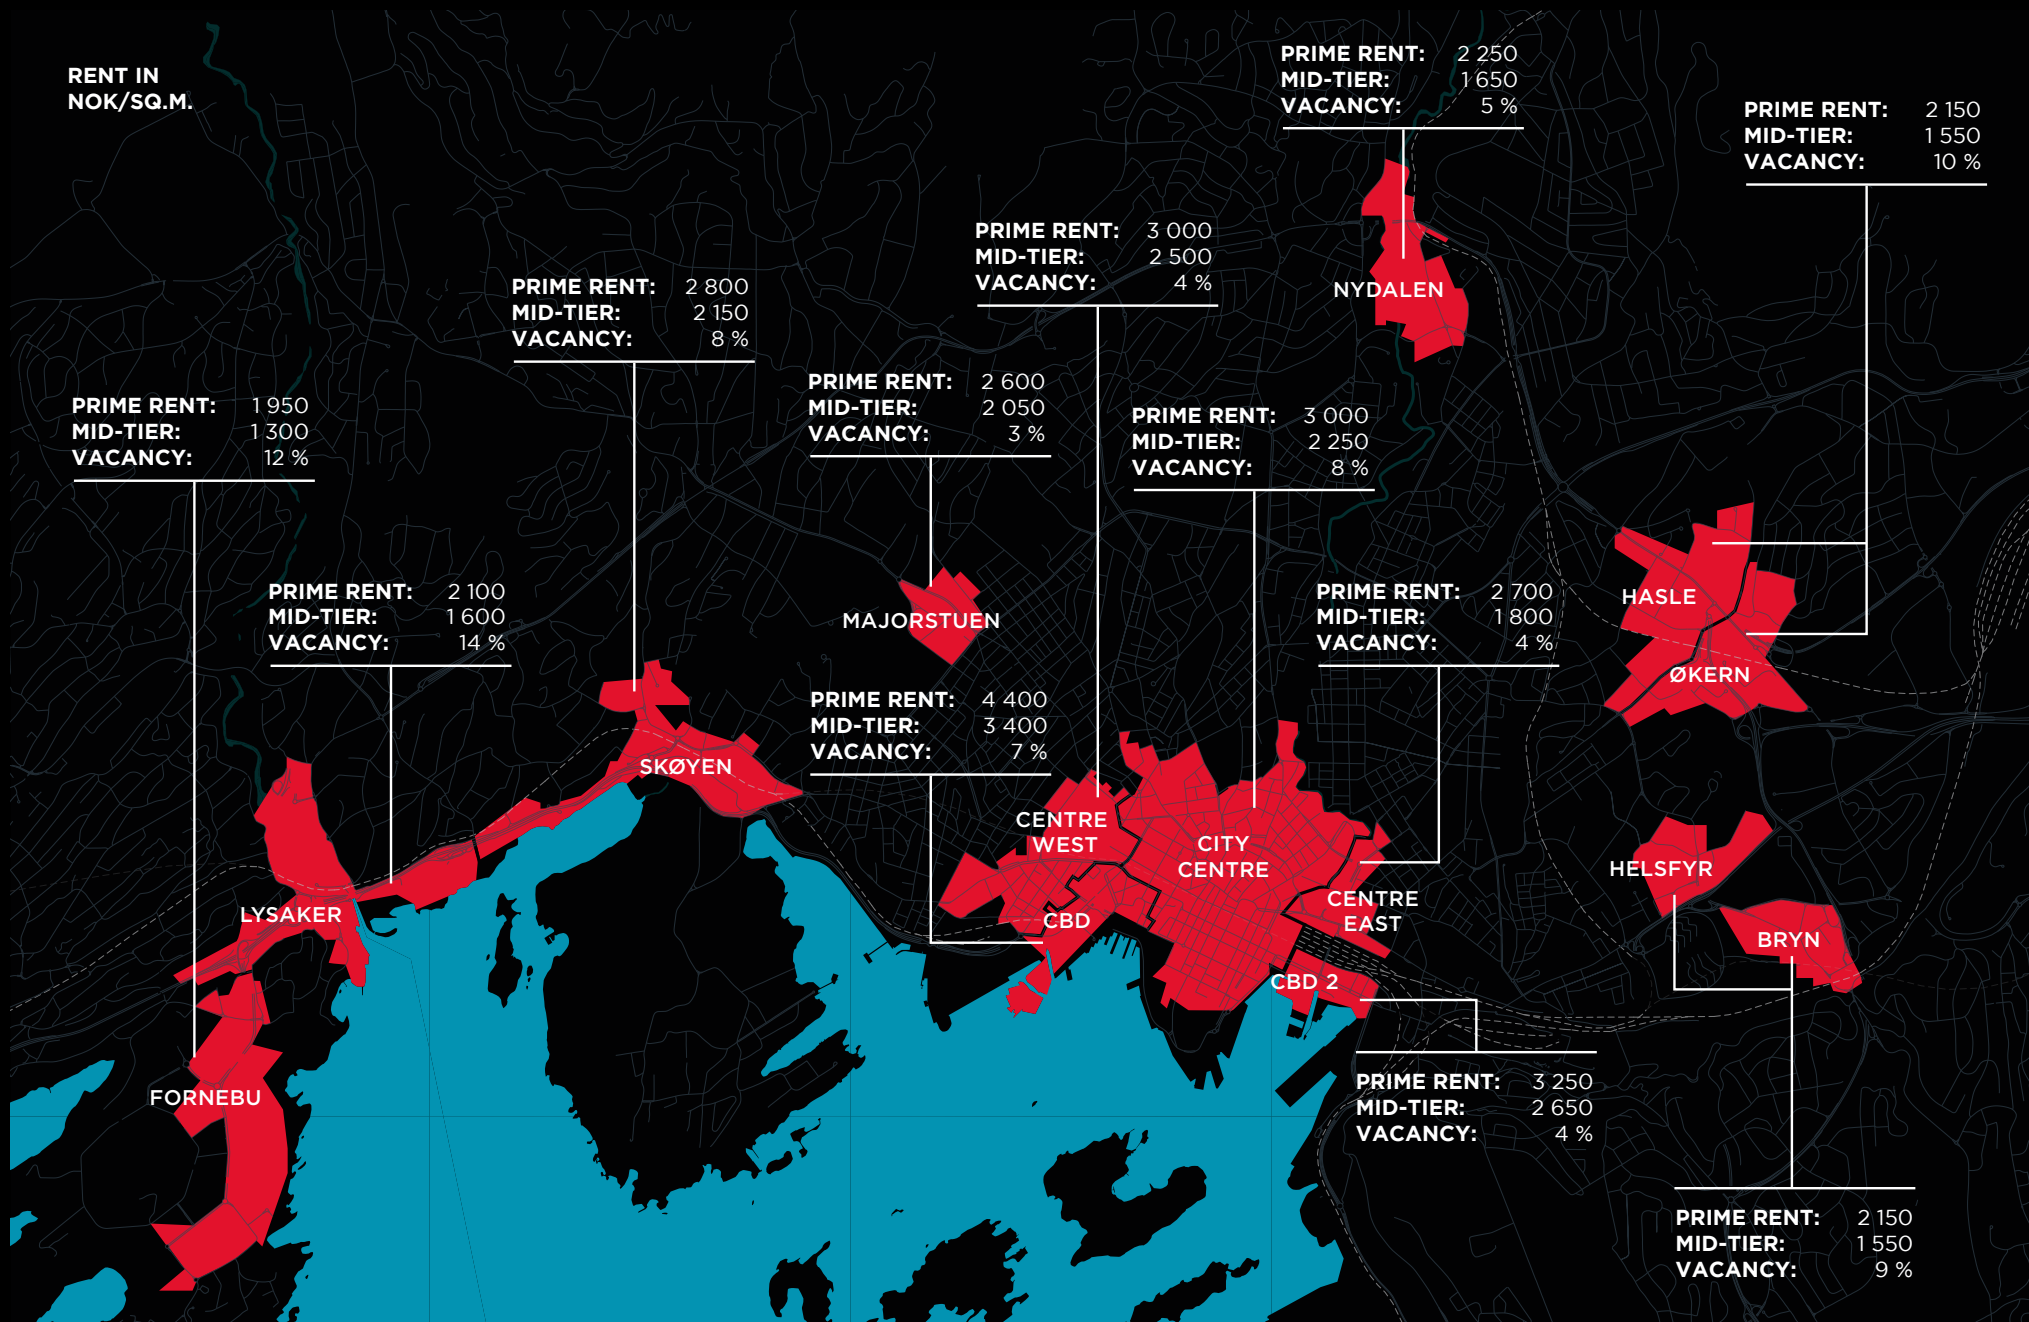 RENT IN
NOK/SQ.M.
PRIME RENT: 2 250
MID-TIER: 1 650
VACANCY: 5 %
PRIME RENT: 2 150
MID-TIER: 1 550
VACANCY: 10 %
PRIME RENT: 3 000
MID-TIER: 2 500
VACANCY: 4 %
PRIME RENT: 2 800
MID-TIER: 2 150
VACANCY: 8 %
NYDALEN
PRIME RENT: 2 600
MID-TIER: 2 050
VACANCY: 3 %
PRIME RENT: 1 950
MID-TIER: 1 300
VACANCY: 12 %
PRIME RENT: 3 000
MID-TIER: 2 250
VACANCY: 8 %
PRIME RENT: 2 100
MID-TIER: 1 600
VACANCY: 14 %
MAJORSTUEN
PRIME RENT: 2 700
MID-TIER: 1 800
VACANCY: 4 %
HASLE
ØKERN
PRIME RENT: 4 400
MID-TIER: 3 400
VACANCY: 7 %
SKØYEN
CENTRE
WEST
CITY
CENTRE
HELSFYR
LYSAKER
CBD
CENTRE
EAST
BRYN
CBD 2
FORNEBU
PRIME RENT: 3 250
MID-TIER: 2 650
VACANCY: 4 %
PRIME RENT: 2 150
MID-TIER: 1 550
VACANCY: 9 %